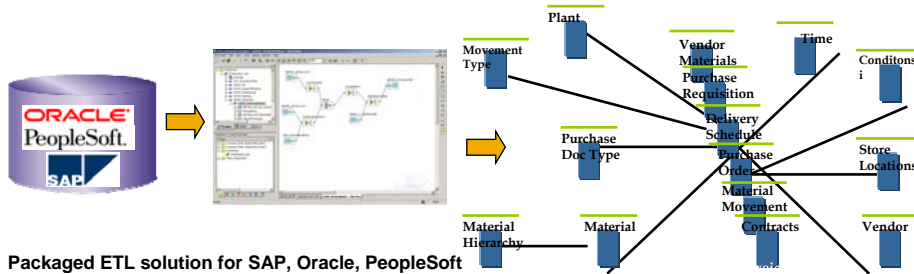 ORACLE
PeopleSoft.
SAP
Packaged ETL solution for SAP, Oracle, PeopleSoft
Plant
Movement
Type
Vendor
Materials
Purchase
Requisition
Time
Conditons
i
Delivery
Schedule
Purchase
Doc Type
Purchase
Order
Store
Locations
Material
Movement
Material
Hierarchy
Material
Contracts
Vendor